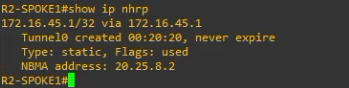 R2-SPOKE1#show ip nhrp
172.16.45.1/32 via 172.16.45.1
Tunnel0 created 00:20:20, never expire
Type: static, Flags: used
NBMA address: 20.25.8.2
R2-SPOKE1#